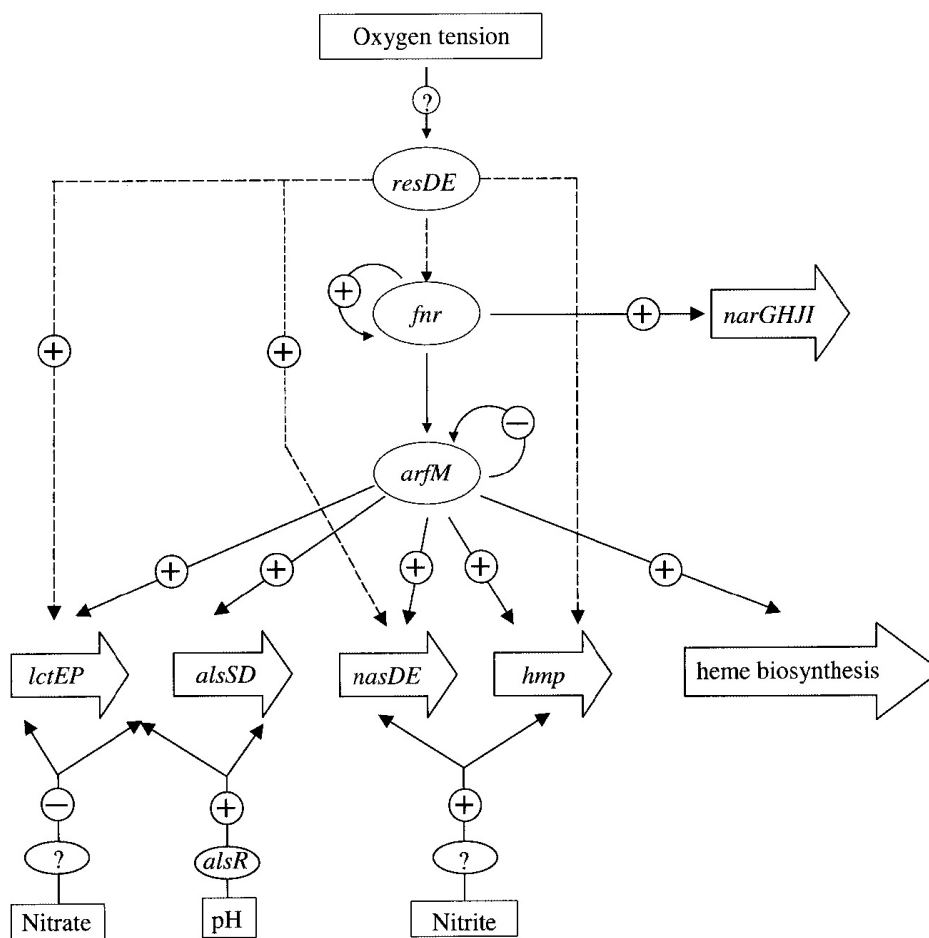 Oxygen tension
?
resDE
+
fnr
+
narGHJI
+
+
−
arfM
+
+
+
+
+
lctEP
alsSD
nasDE
hmp
heme biosynthesis
−
+
+
?
alsR
?
Nitrate
pH
Nitrite